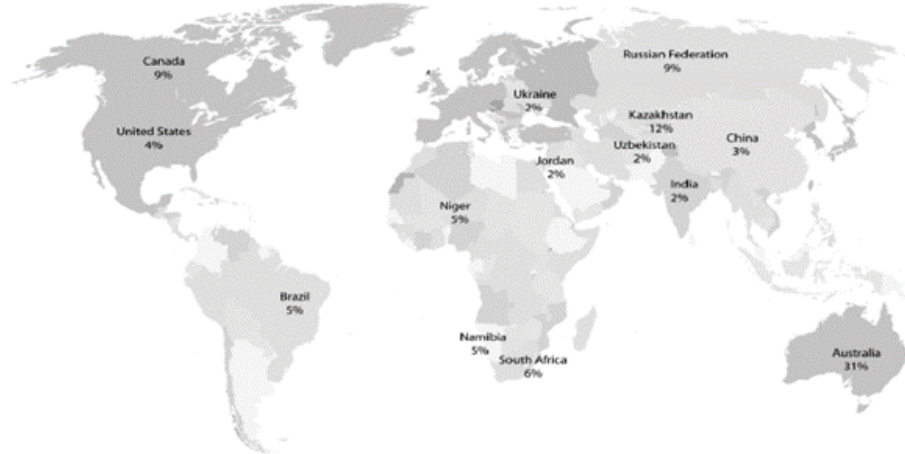 Canada
9%
Russian Federation
9%
Ukraine
2%
Kazakhstan
12%
United States
4%
China
3%
Uzbekistan
2%
Jordan
2%
India
2%
Niger
5%
Brazil
5%
Namibia
5%
South Africa
6%
Australia
31%